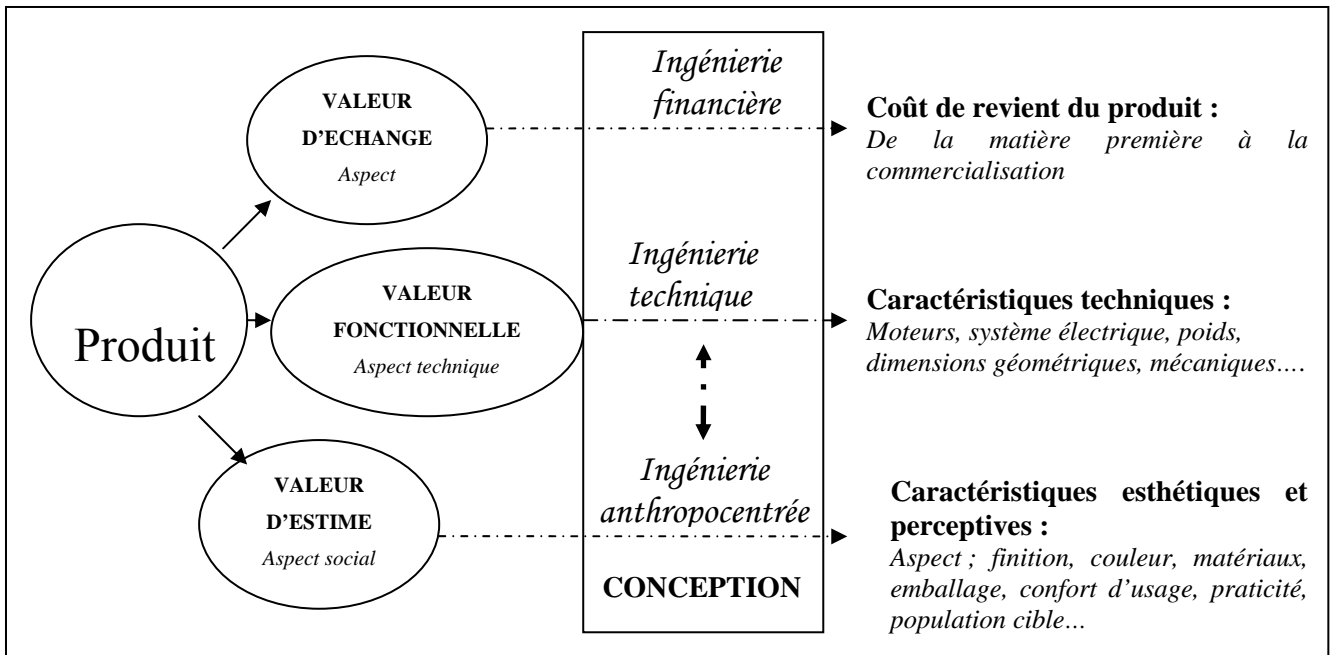 Produit
VALEUR
D'ECHANGE
Aspect
VALEUR
FONCTIONNELLE
Aspect technique
VALEUR
D'ESTIME
Aspect social
Ingénierie
financière
Ingénierie
technique
Ingénierie
anthropocentrée
CONCEPTION
Coût de revient du produit :
De la matière première à la
commercialisation
Caractéristiques techniques :
Moteurs, système électrique, poids,
dimensions géométriques, mécaniques….
Caractéristiques esthétiques et
perceptives :
Aspect ; finition, couleur, matériaux,
emballage, confort d'usage, praticité,
population cible…